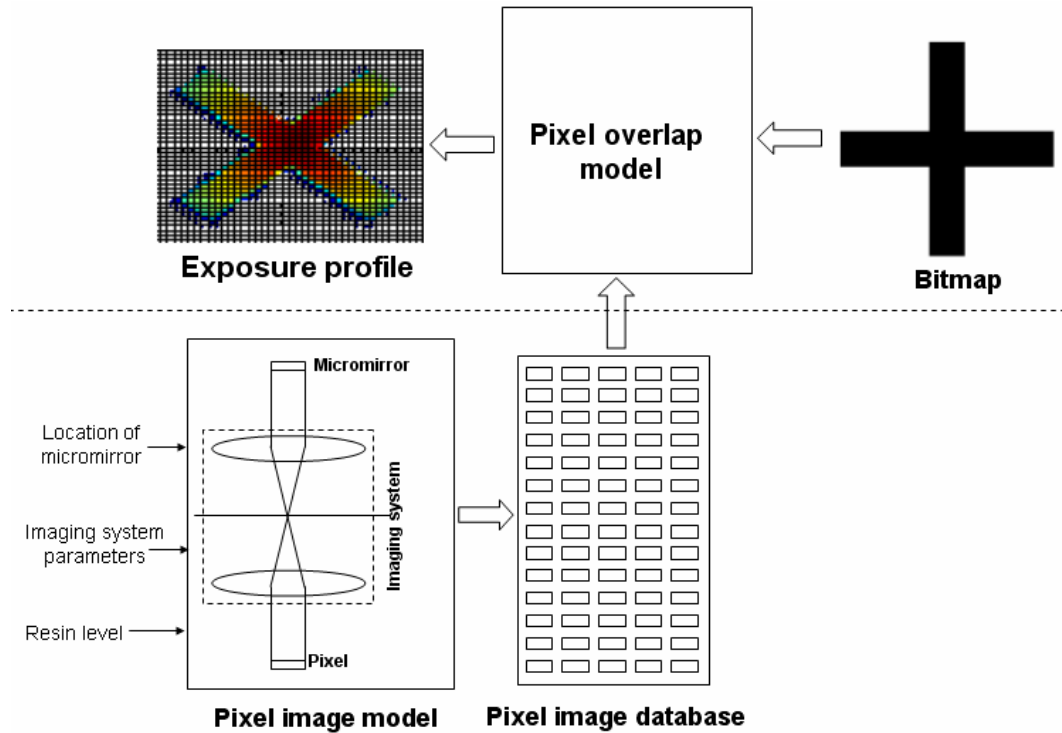 Pixel overlap
model
Exposure profile
Bitmap
Micromirror
Location of
micromirror
Imaging system
Imaging system
parameters
Resin level
Pixel
Pixel image model
Pixel image database